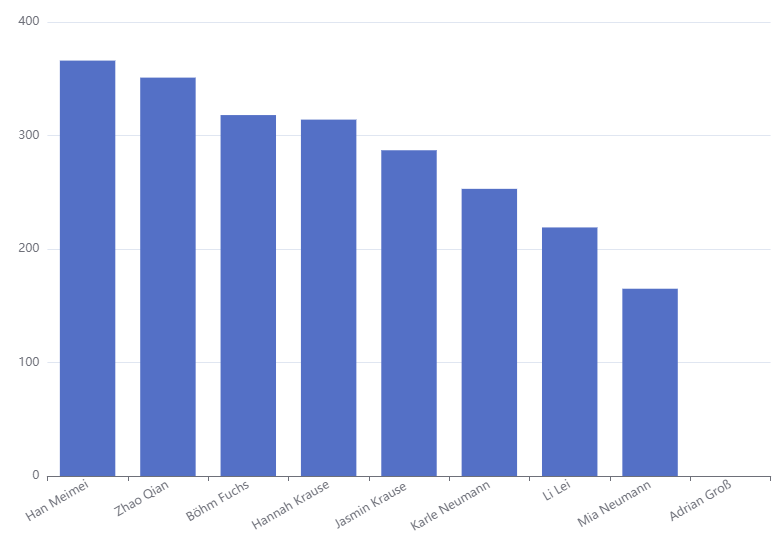 400
300
200
100
0
Han Meimei
Zhao Qian
Böhm Fuchs
Hannah Krause
Jasmin Krause
Karle Neumann
Li Lei
Mia Neumann
Adrian Groß